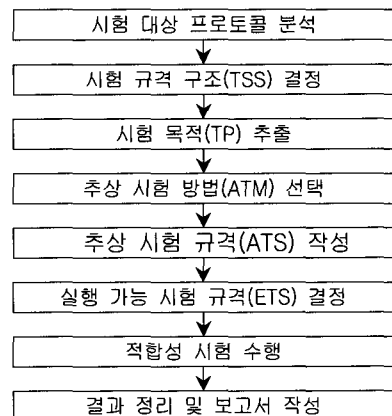 시험 대상 프로토콜 분석
시험 규격 구조(TSS) 결정
시험 목적(TP) 추출
추상 시험 방법(ATM) 선택
추상 시험 규격(ATS) 작성
실행 가능 시험 규격(ETS) 결정
적합성 시험 수행
결과 정리 및 보고서 작성